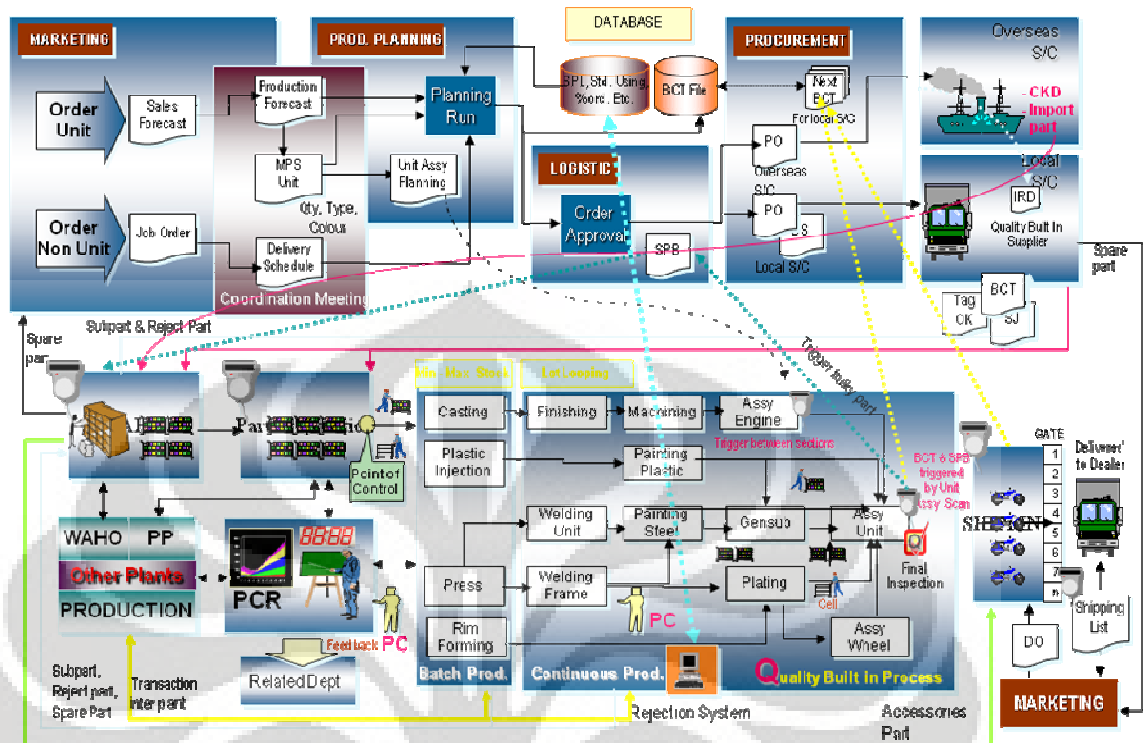 MARKETING
Order
Unit
Sales
Forecast
Order
Non Unit
Job Order
Production
Forecast
MPS
Unit
Qty, Type,
Colour
Delivery
Schedule
Coordination Meeting
PROD. PLANNING
Planning
Run
Unit Assy
Planning
DATABASE
BPL, Std. Using,
BCT File
LOGISTIC
Order
Approval
SPB
PROCUREMENT
Next
BCT
For local S/C
PO
Overseas
S/C
PO
Local S/C
Overseas
S/C
- CKD
- Import
part
Local
S/C
IRD
Quality Built In
Supplier
Spare
part
BCT
Tag
OK
SJ
Spare
part
Subpart & Reject Part
Trigger bulky part
Point of
Control
WAHO
PP
Other Plants
PRODUCTION
PCR
Feedback
PC
Related Dept
Subpart,
Reject part,
Spare Part
Transaction
inter part
Min. Max. Stock
Casting
Plastic
Injection
Press
Rim
Forming
Batch Prod.
Finishing
Machining
Assy
Engine
Trigger between sections
Painting
Plastic
Welding
Unit
Painting
Steel
Gensub
Assy
Unit
Welding
Frame
Plating
Cell
PC
Assy
Wheel
Continuous Prod.
Quality Built in Process
Rejection System
BCT & SPB
triggered
by Unit
Assy Scan
Final
Inspection
GATE
1
2
3
4
5
6
7
n
Deliver
to Dealer
Shipping
List
DO
MARKETING
Accessories
Part